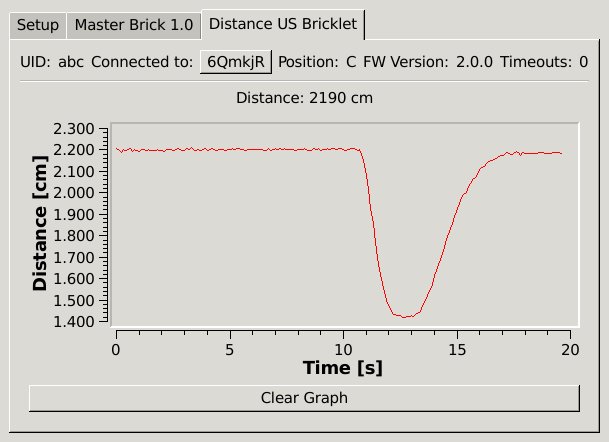 Setup Master Brick 1.0 Distance US Bricklet
UID: abc Connected to: 6QmkjR Position: C FW Version: 2.0.0 Timeouts: 0
Distance: 2190 cm
Distance [cm]
2.300
2.200
2.100
2.000
1.900
1.800
1.700
1.600
1.500
1.400
0 5 10 15 20
Time [s]
Clear Graph